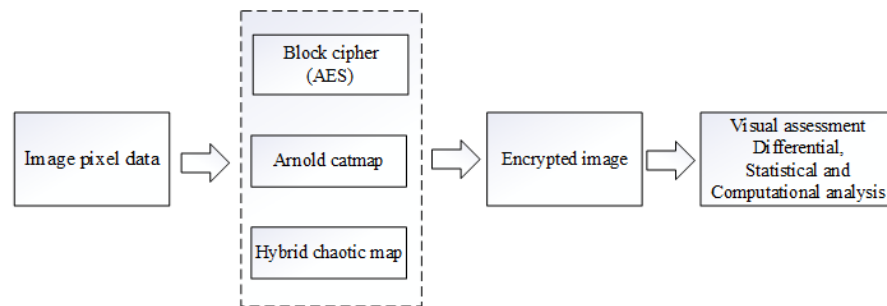 Image pixel data
Block cipher
(AES)
Arnold catmap
Hybrid chaotic map
Encrypted image
Visual assessment
Differential,
Statistical and
Computational analysis